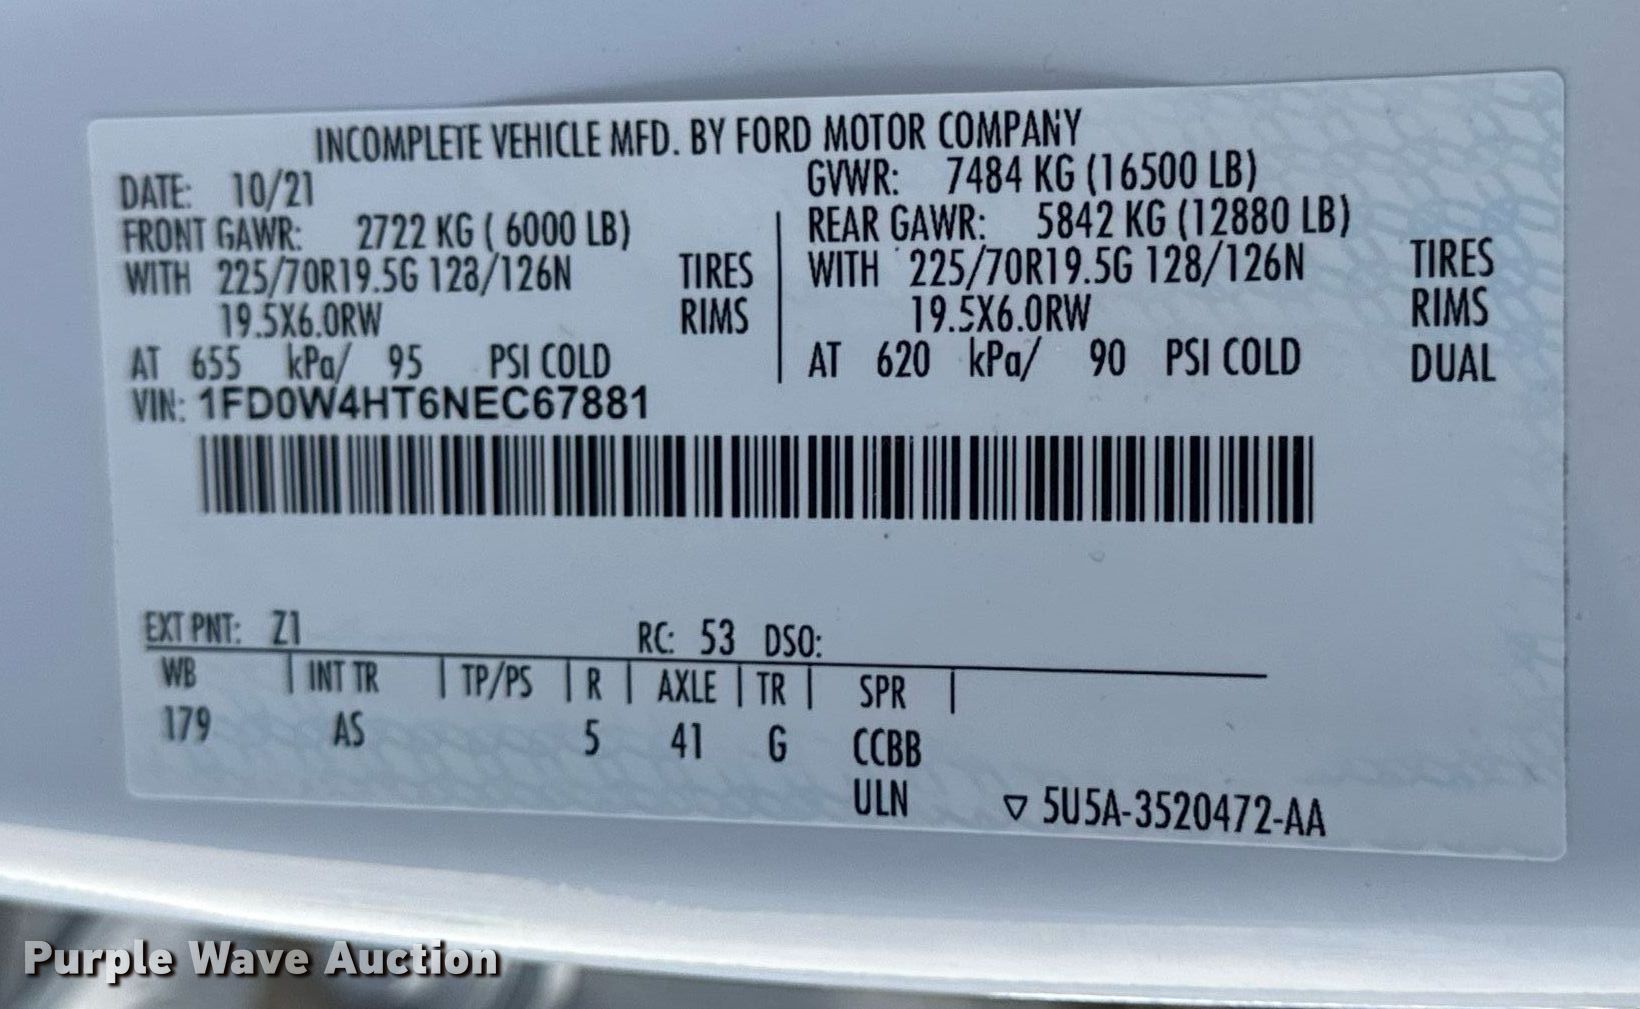 INCOMPLETE VEHICLE MFD. BY FORD MOTOR COMPANY
DATE: 10/21 GVWR: 7484 KG (16500 LB)
FRONT GAWR: 2722 KG ( 6000 LB) REAR GAWR: 5842 KG (12880 LB)
WITH 225/70R19.5G 128/126N TIRES WITH 225/70R19.5G 128/126N TIRES
19.5X6.0RW RIMS 19.5X6.0RW RIMS
AT 655 kPa/ 95 PSI COLD AT 620 kPa/ 90 PSI COLD DUAL
VIN: 1FD0W4HT6NEC67881
EXT PNT: Z1 RC: 53 DSO:
WB | INT TR | TP/PS | R | AXLE | TR | SPR |
179 AS 5 41 G CCBB
ULN ▽ 5U5A-3520472-AA
Purple Wave Auction